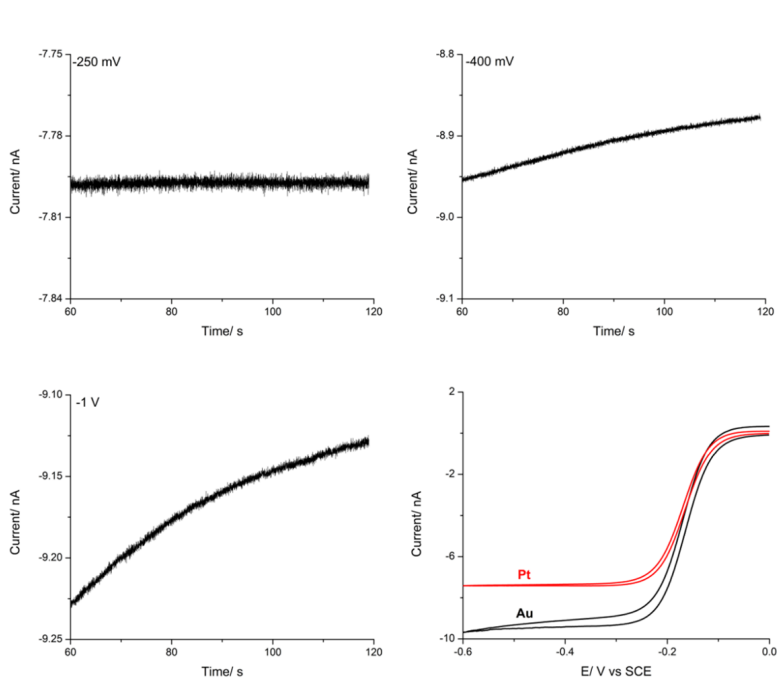 -250 mV
-7.75
-7.78
-7.81
-7.84
Current/ nA
60
80
100
120
Time/ s
-400 mV
-8.8
-8.9
-9.0
-9.1
Current/ nA
60
80
100
120
Time/ s
-1 V
-9.10
-9.15
-9.20
-9.25
Current/ nA
60
80
100
120
Time/ s
2
-2
-6
-10
Current/ nA
Pt
Au
-0.6
-0.4
-0.2
0.0
E/ V vs SCE